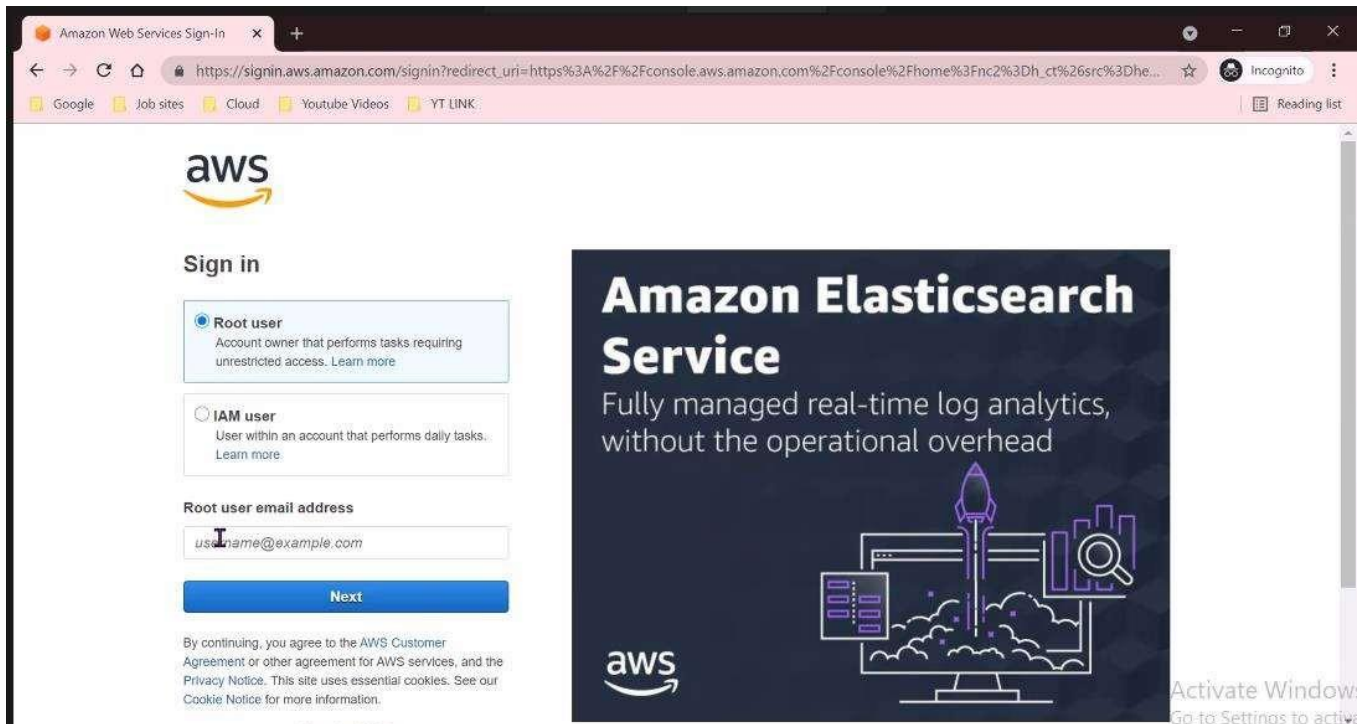 Amazon Web Services Sign-In
https://signin.aws.amazon.com/signin?redirect_uri=https%3A%2F%2Fconsole.aws.amazon.com%2Fconsole%2Fhome%3Fnc2%3Dh_ct%26src%3Dhe...
Incognito
Google Job sites Cloud Youtube Videos YT LINK
Reading list
aws
Sign in
Root user
Account owner that performs tasks requiring
unrestricted access. Learn more
IAM user
User within an account that performs daily tasks.
Learn more
Root user email address
username@example.com
Next
By continuing, you agree to the AWS Customer
Agreement or other agreement for AWS services, and the
Privacy Notice. This site uses essential cookies. See our
Cookie Notice for more information.
Amazon Elasticsearch
Service
Fully managed real-time log analytics,
without the operational overhead
aws
Activate Windows
Go to Settings to